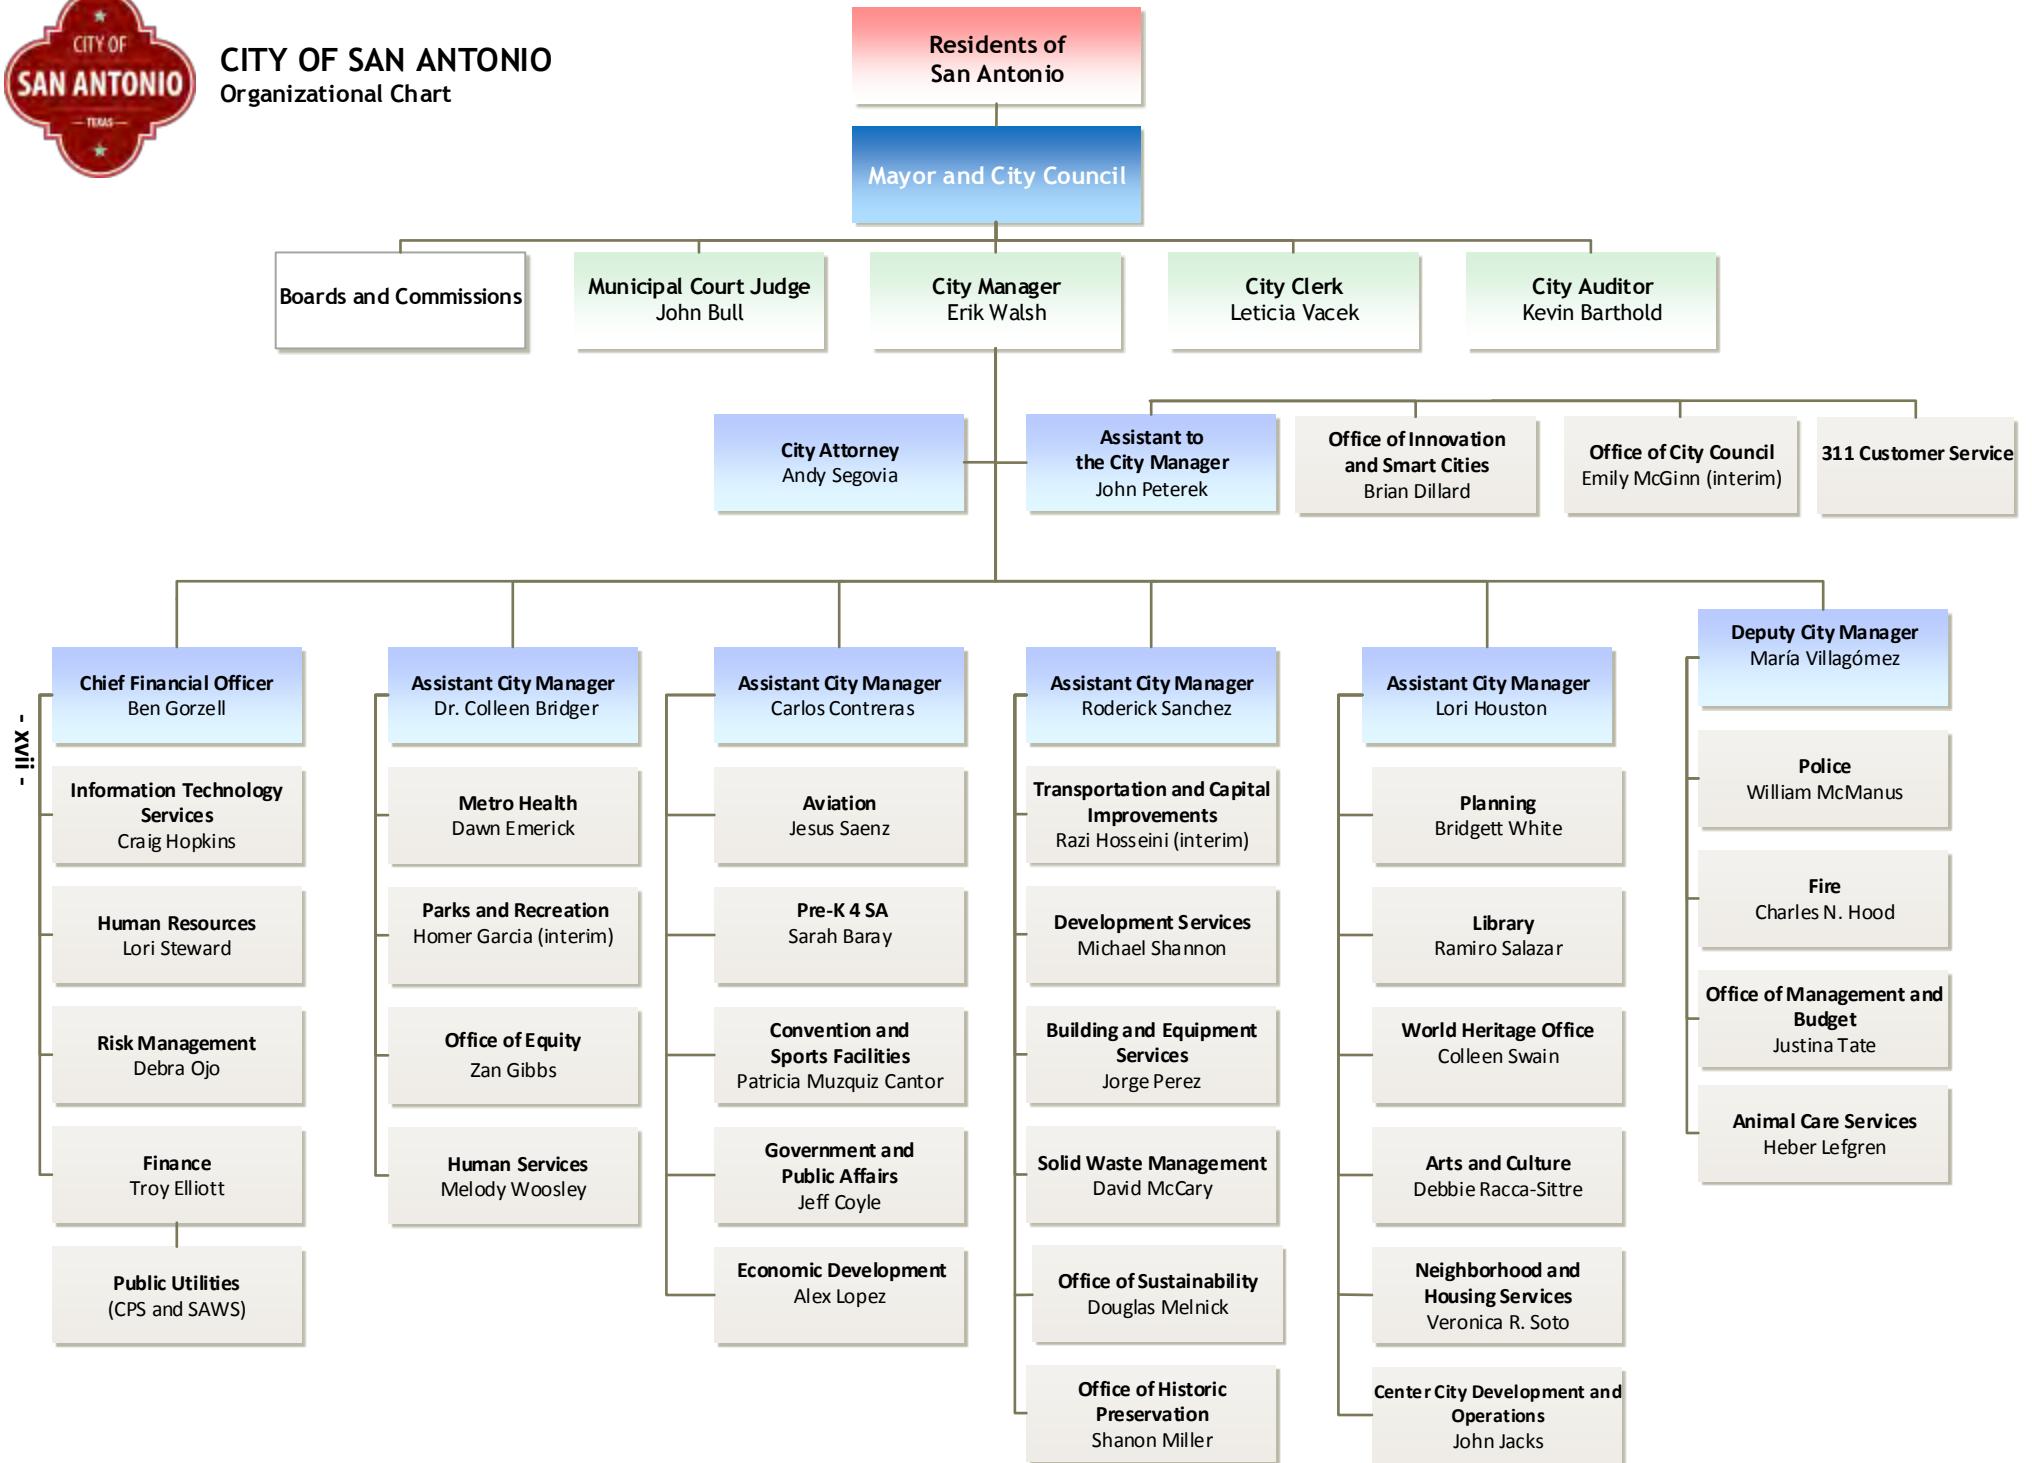 CITY OF
SAN ANTONIO
TEXAS
CITY OF SAN ANTONIO
Organizational Chart
Residents of
San Antonio
Mayor and City Council
Boards and Commissions
Municipal Court Judge
John Bull
City Manager
Erik Walsh
City Clerk
Leticia Vacek
City Auditor
Kevin Barthold
City Attorney
Andy Segovia
Assistant to
the City Manager
John Peterek
Office of Innovation
and Smart Cities
Brian Dillard
Office of City Council
Emily McGinn (interim)
311 Customer Service
- xvii -
Chief Financial Officer
Ben Gorzell
Information Technology
Services
Craig Hopkins
Human Resources
Lori Steward
Risk Management
Debra Ojo
Finance
Troy Elliott
Public Utilities
(CPS and SAWS)
Assistant City Manager
Dr. Colleen Bridger
Metro Health
Dawn Emerick
Parks and Recreation
Homer Garcia (interim)
Office of Equity
Zan Gibbs
Human Services
Melody Woosley
Assistant City Manager
Carlos Contreras
Aviation
Jesus Saenz
Pre-K 4 SA
Sarah Baray
Convention and
Sports Facilities
Patricia Muzquiz Cantor
Government and
Public Affairs
Jeff Coyle
Economic Development
Alex Lopez
Assistant City Manager
Roderick Sanchez
Transportation and Capital
Improvements
Razi Hosseini (interim)
Development Services
Michael Shannon
Building and Equipment
Services
Jorge Perez
Solid Waste Management
David McCary
Office of Sustainability
Douglas Melnick
Office of Historic
Preservation
Shanon Miller
Assistant City Manager
Lori Houston
Planning
Bridgett White
Library
Ramiro Salazar
World Heritage Office
Colleen Swain
Arts and Culture
Debbie Racca-Sittre
Neighborhood and
Housing Services
Veronica R. Soto
Center City Development and
Operations
John Jacks
Deputy City Manager
María Villagómez
Police
William McManus
Fire
Charles N. Hood
Office of Management and
Budget
Justina Tate
Animal Care Services
Heber Lefgren